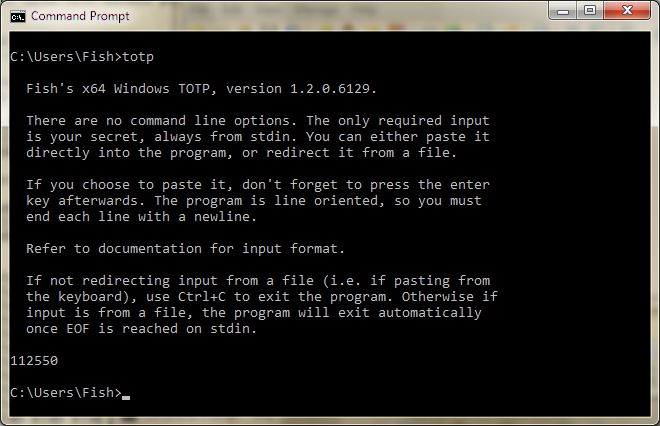 Command Prompt
C:\Users\Fish>totp
Fish's x64 Windows TOTP, version 1.2.0.6129.
There are no command line options. The only required input
is your secret, always from stdin. You can either paste it
directly into the program, or redirect it from a file.
If you choose to paste it, don't forget to press the enter
key afterwards. The program is line oriented, so you must
end each line with a newline.
Refer to documentation for input format.
If not redirecting input from a file (i.e. if pasting from
the keyboard), use Ctrl+C to exit the program. Otherwise if
input is from a file, the program will exit automatically
once EOF is reached on stdin.
112550
C:\Users\Fish>